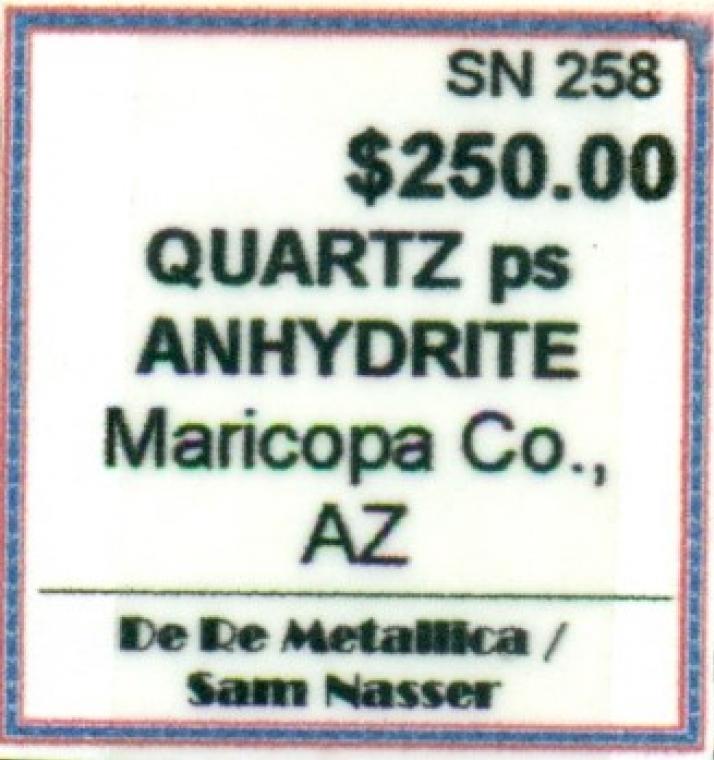 SN 258
$250.00
QUARTZ ps
ANHYDRITE
Maricopa Co.,
AZ
De Re Metallica /
Sam Nasser